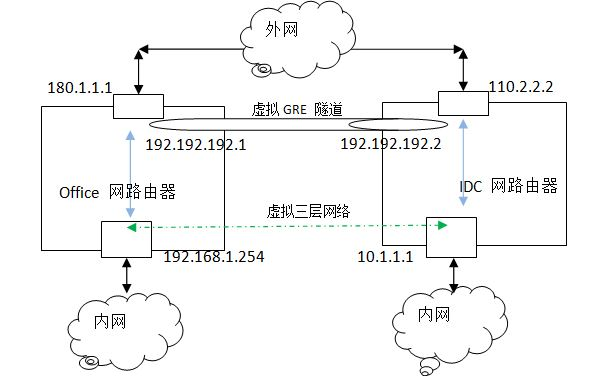 外网
180.1.1.1
110.2.2.2
虚拟 GRE 隧道
192.192.192.1
192.192.192.2
Office 网路由器
IDC 网路由器
虚拟三层网络
192.168.1.254
10.1.1.1
内网
内网